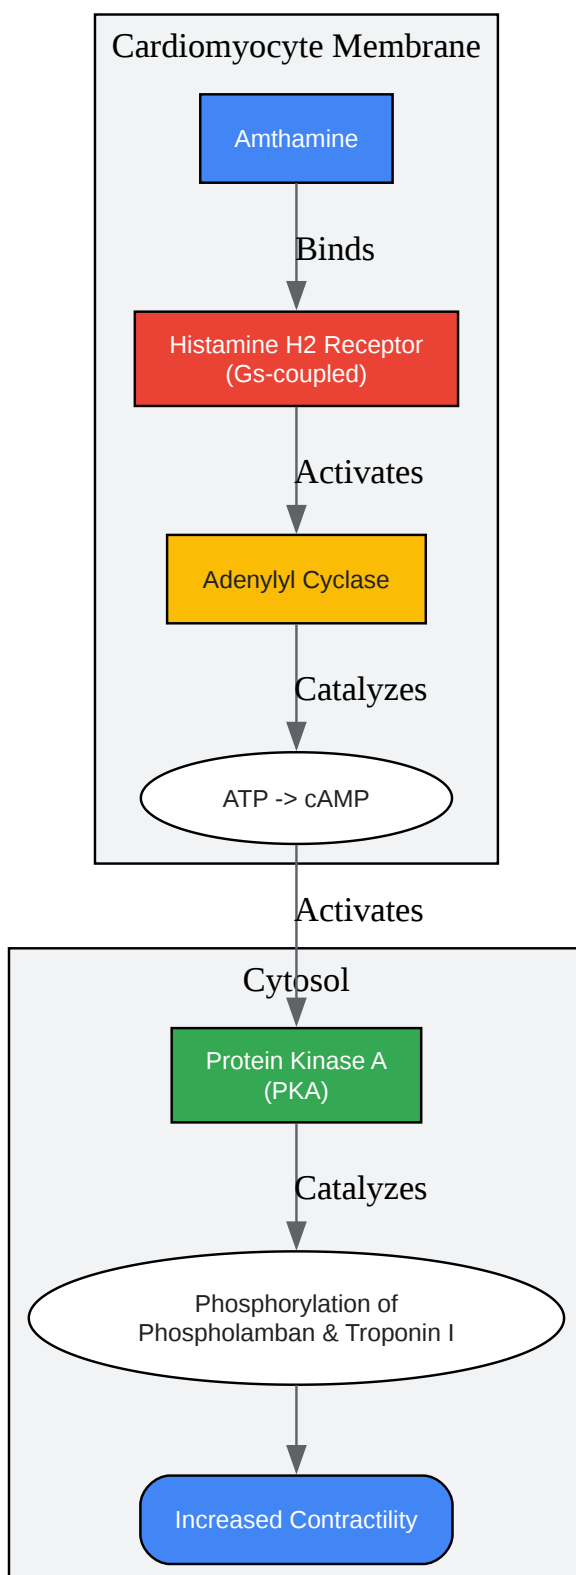 Cardiomyocyte Membrane
Amthamine
Binds
Histamine H2 Receptor
(Gs-coupled)
Activates
Adenylyl Cyclase
Catalyzes
ATP -> cAMP
Activates
Cytosol
Protein Kinase A
(PKA)
Catalyzes
Phosphorylation of
Phospholamban & Troponin I
Increased Contractility